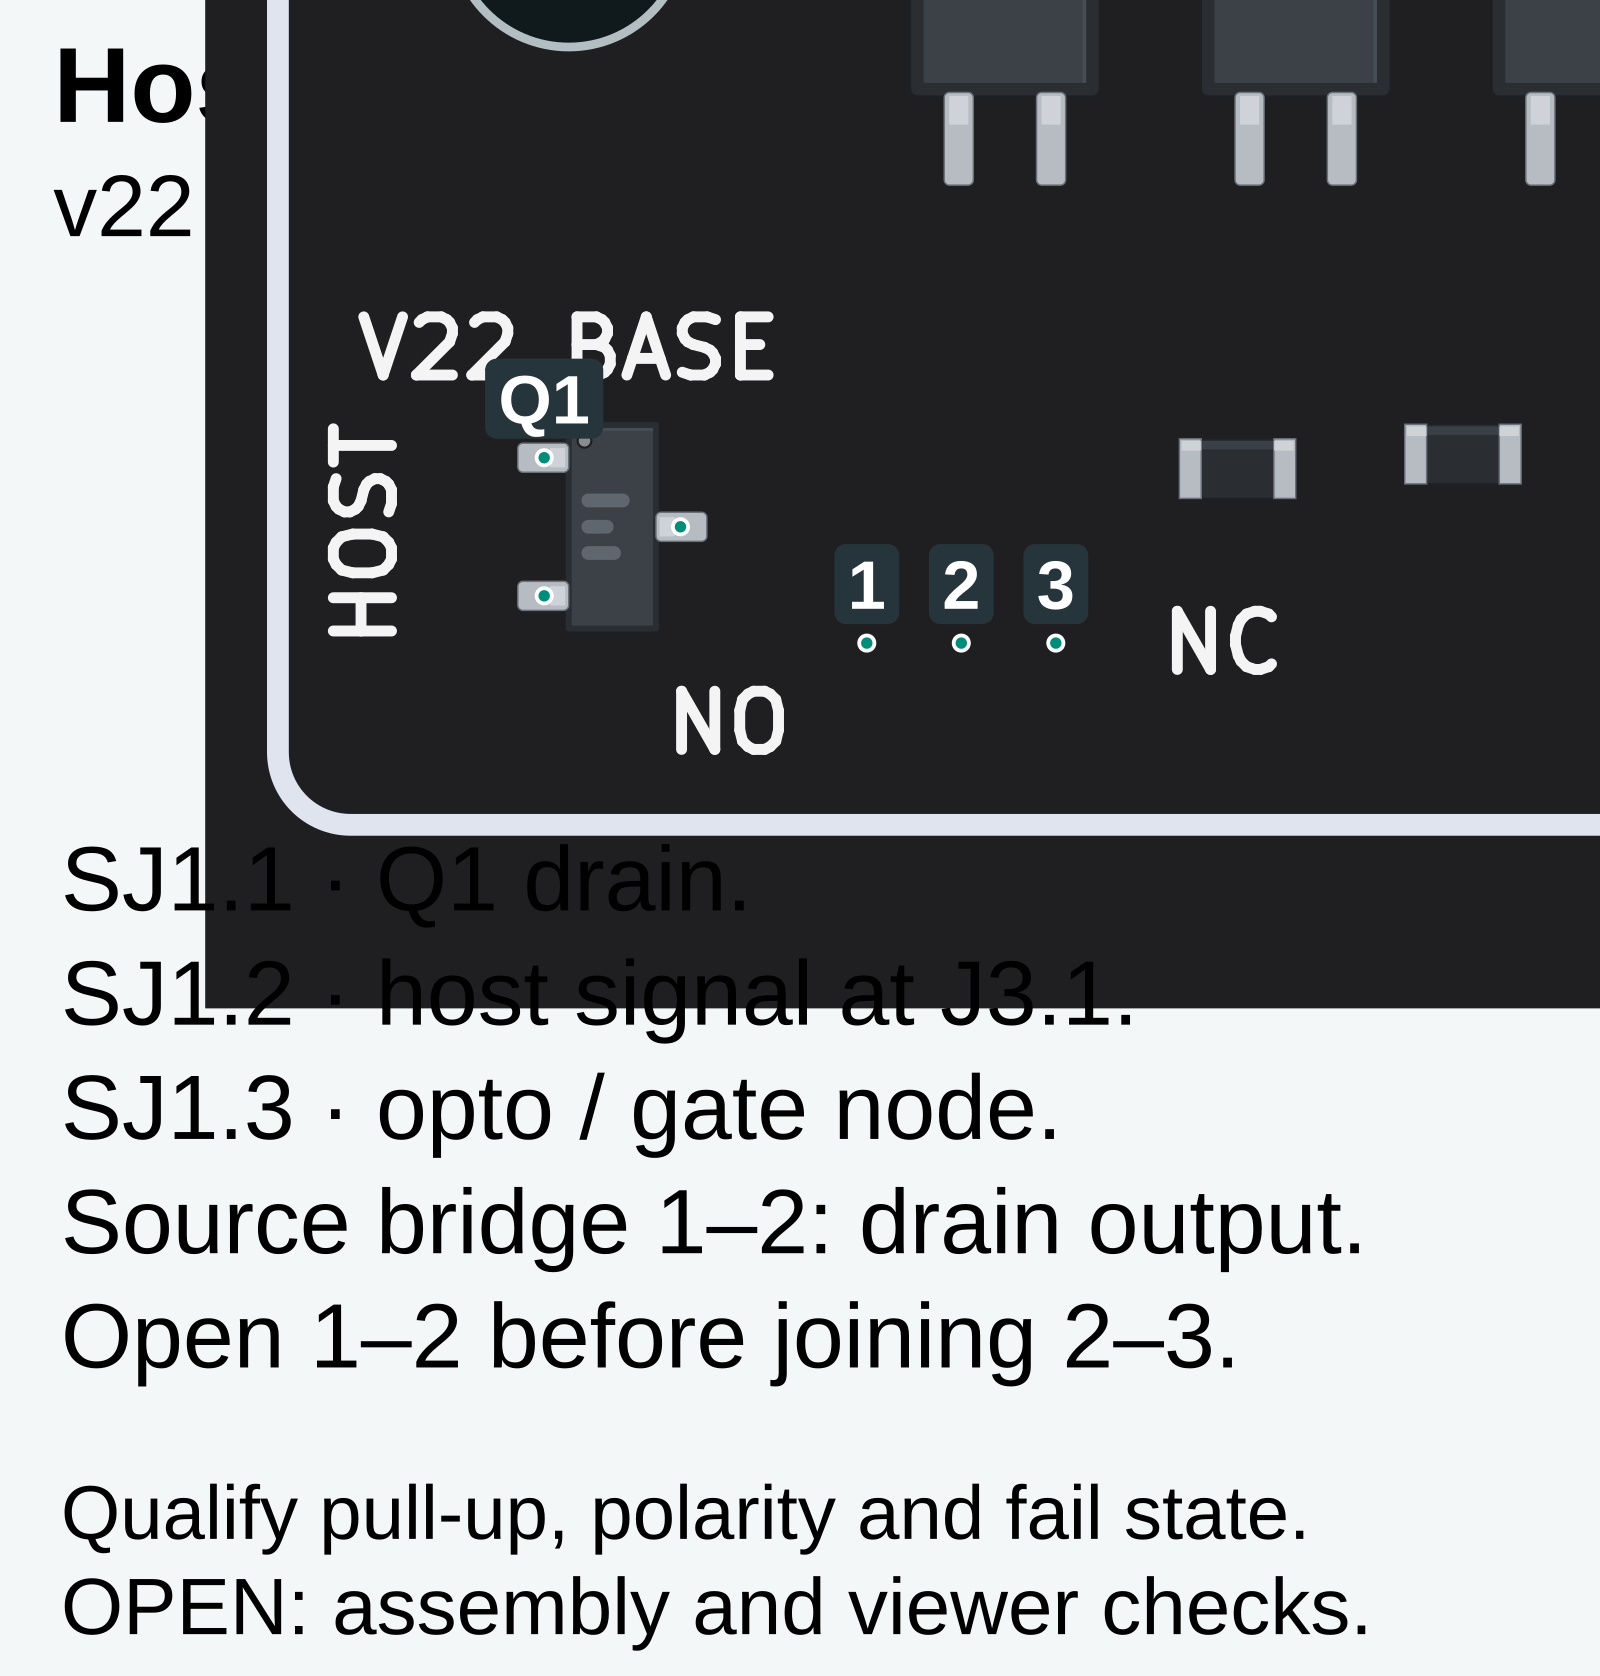 v22
V22 BASE
Q1
HOST
1 2 3
NC
NO
SJ1.1 · Q1 drain.
SJ1.2 · host signal at J3.1.
SJ1.3 · opto / gate node.
Source bridge 1–2: drain output.
Open 1–2 before joining 2–3.
Qualify pull-up, polarity and fail state.
OPEN: assembly and viewer checks.